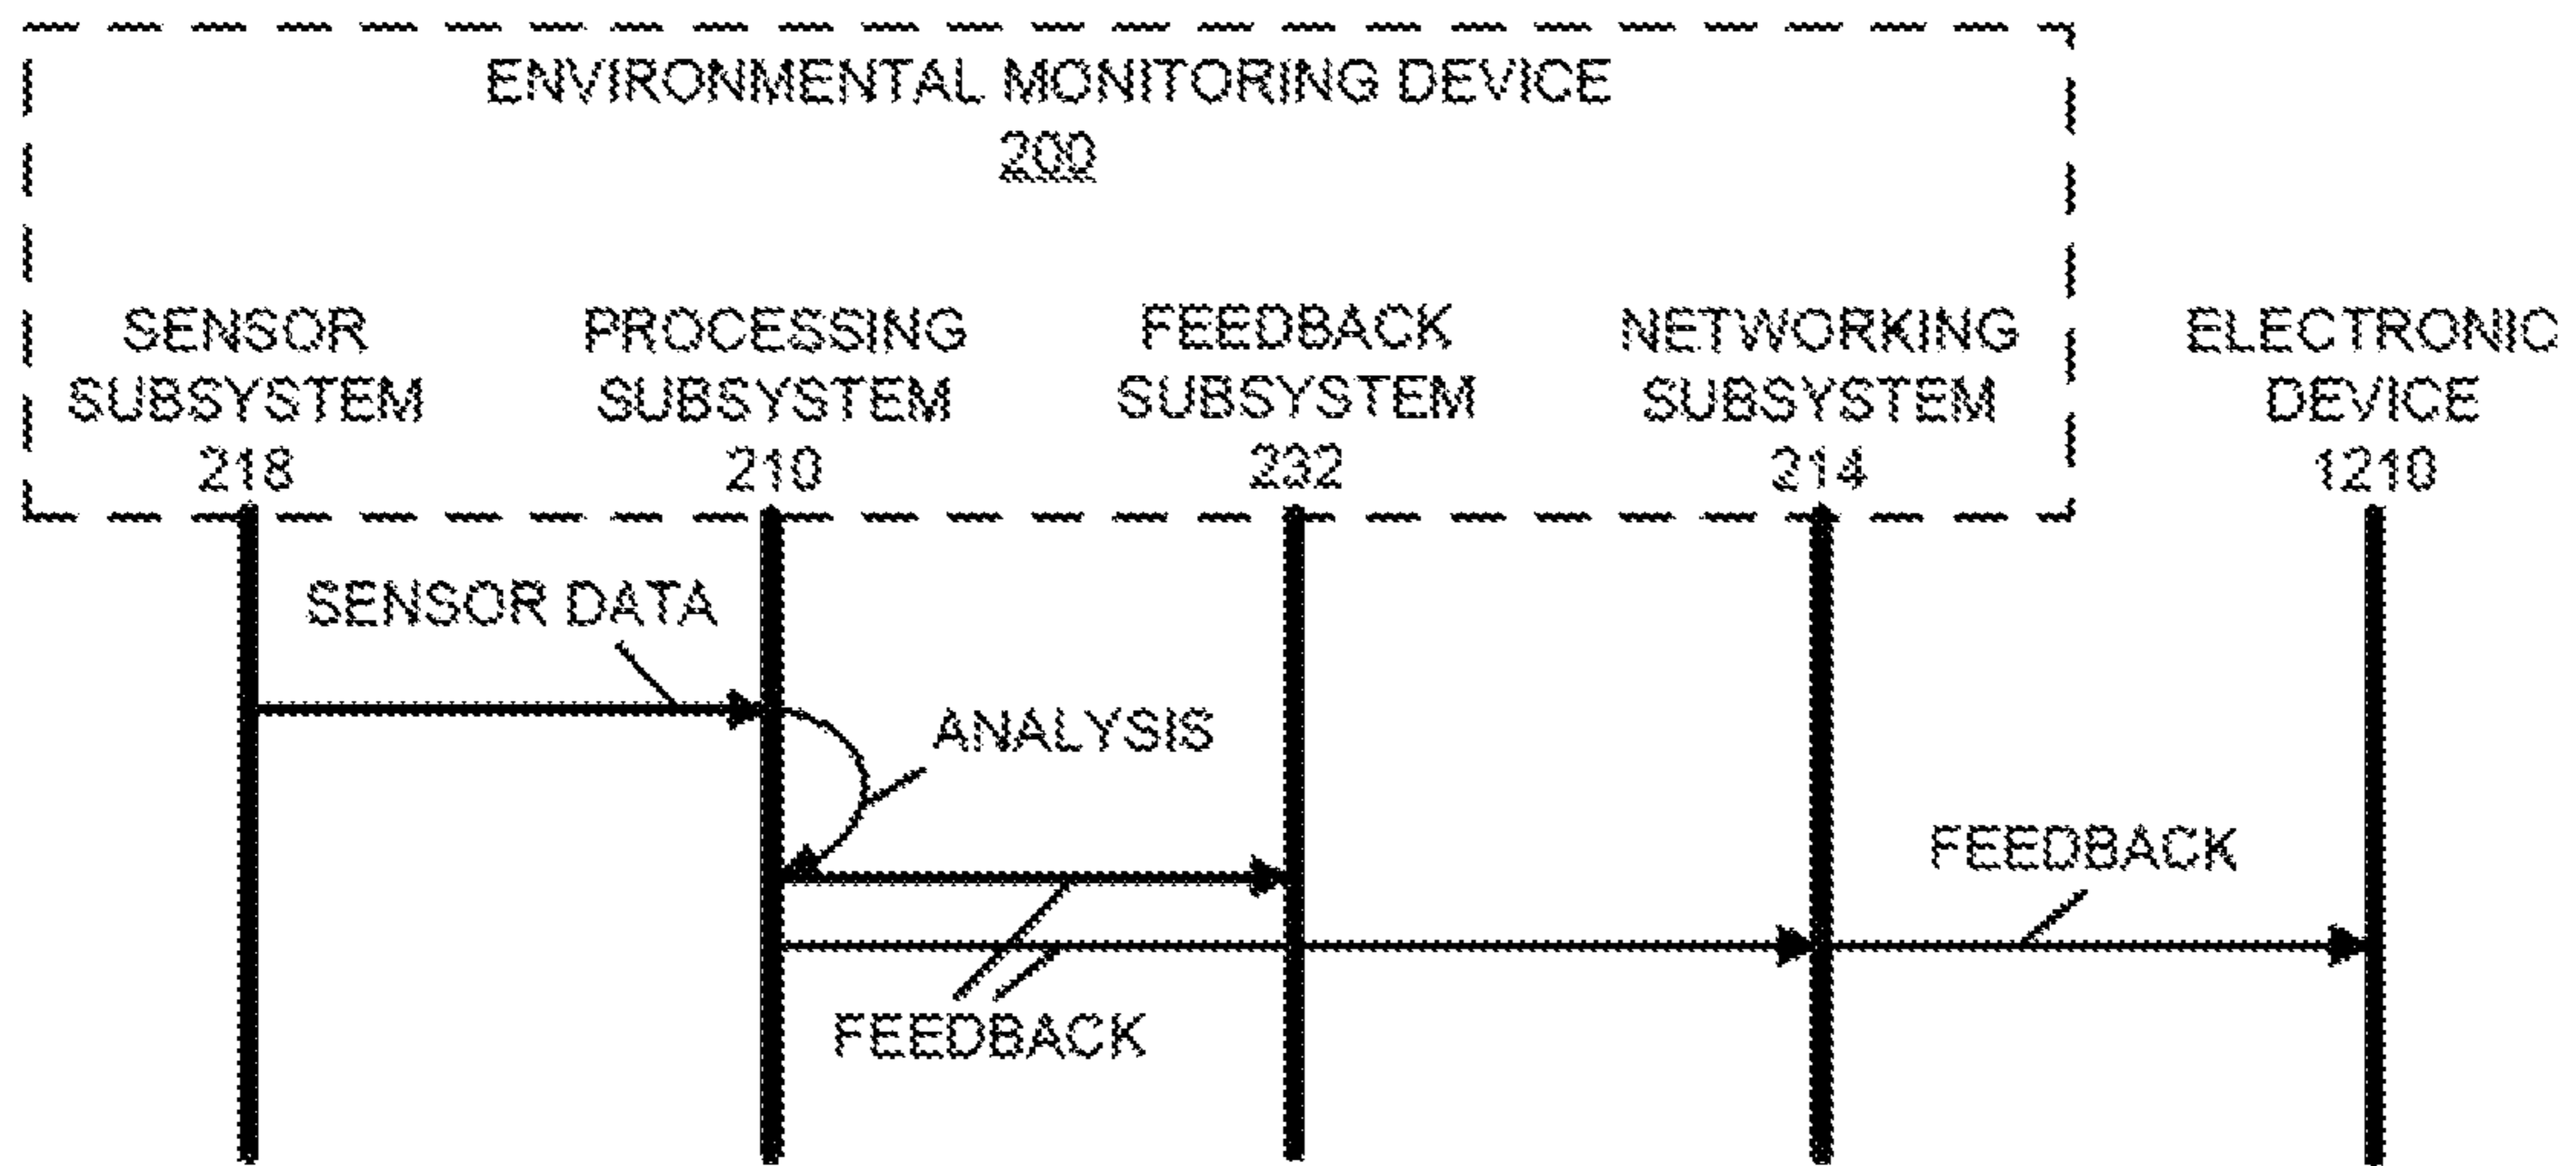 ENVIRONMENTAL MONITORING DEVICE
200
SENSOR
SUBSYSTEM
218
PROCESSING
SUBSYSTEM
210
FEEDBACK
SUBSYSTEM
232
NETWORKING
SUBSYSTEM
214
ELECTRONIC
DEVICE
1210
SENSOR DATA
ANALYSIS
FEEDBACK
FEEDBACK